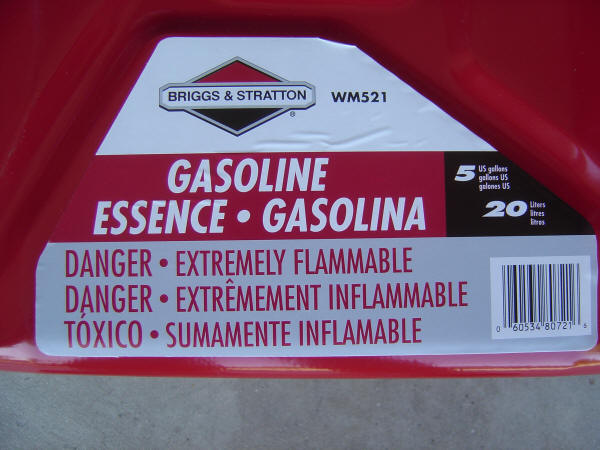 BRIGGS & STRATTON
®
WM521
GASOLINE
ESSENCE • GASOLINA
5 US gallons
gallons US
galones US
20 Liters
litres
litros
DANGER • EXTREMELY FLAMMABLE
DANGER • EXTRÊMEMENT INFLAMMABLE
TÓXICO • SUMAMENTE INFLAMABLE
0 60534 80721 6